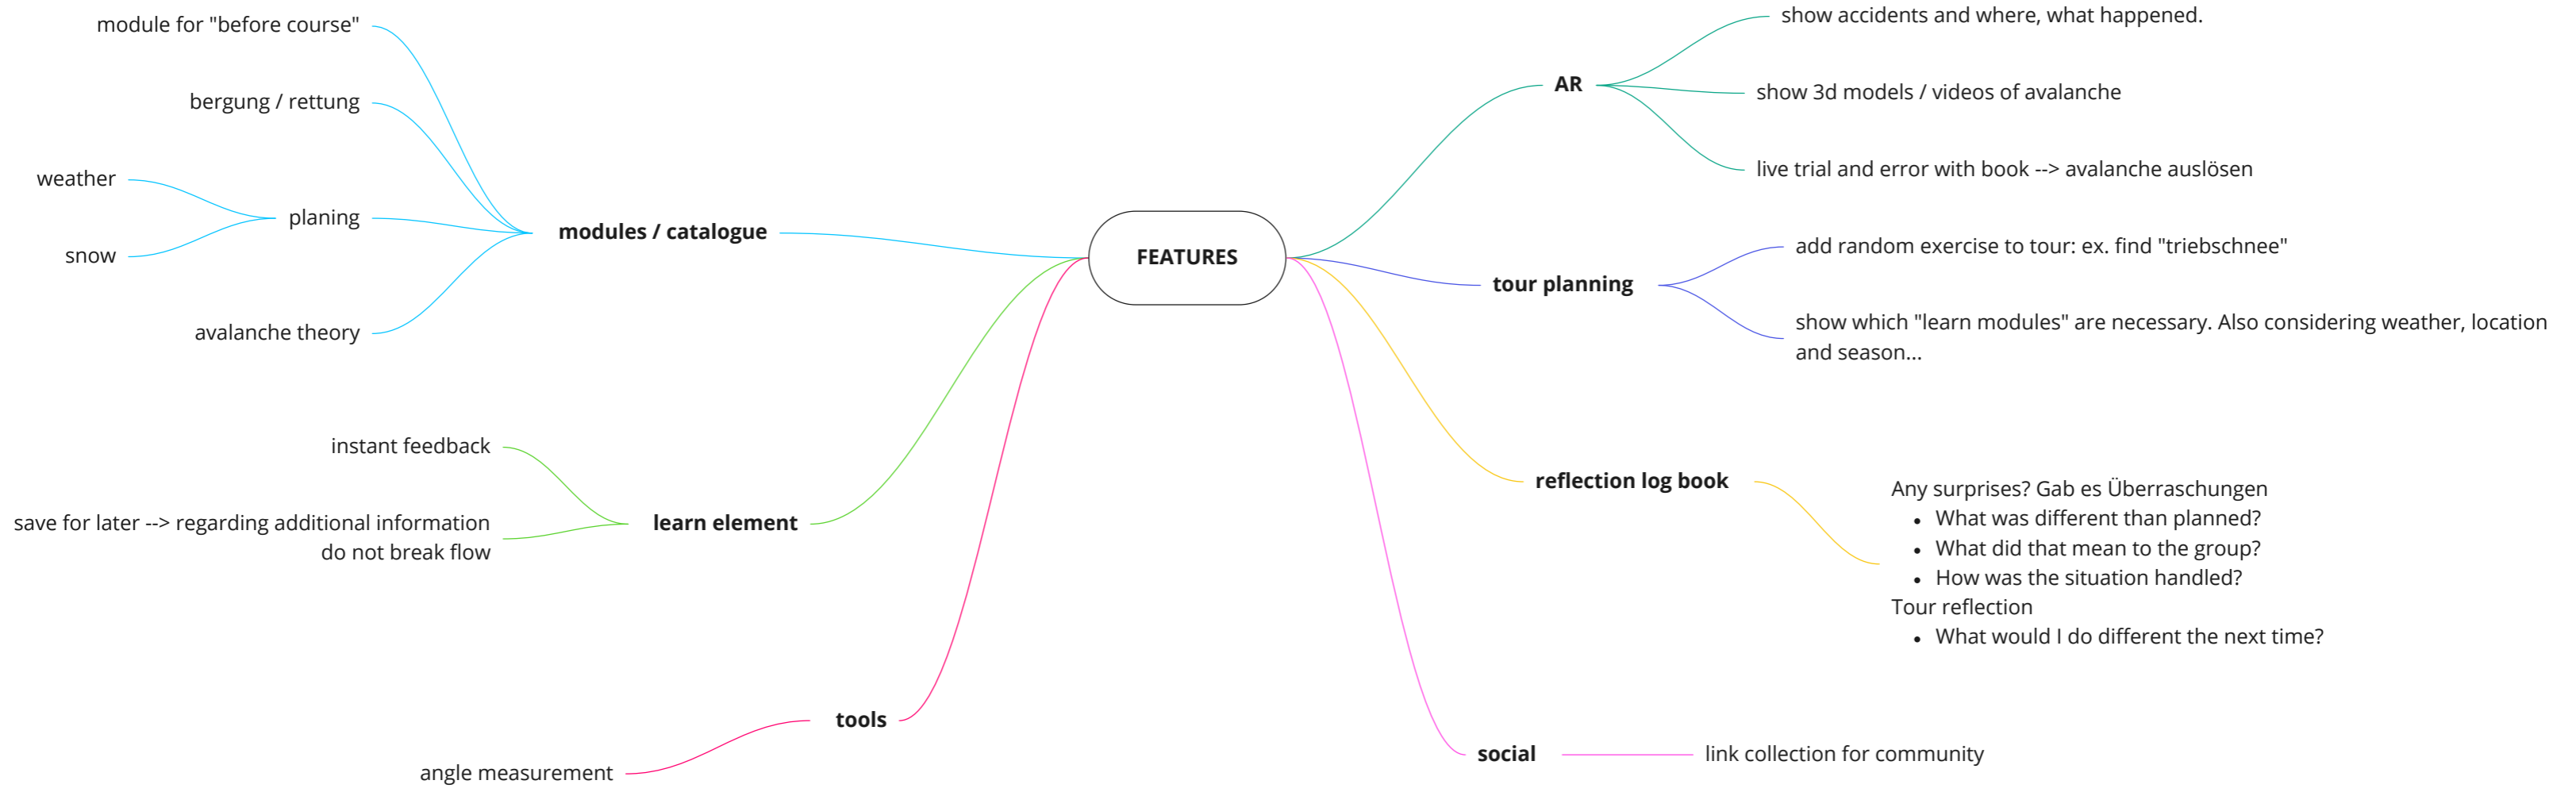 FEATURES
modules / catalogue
module for "before course"
bergung / rettung
planing
weather
snow
avalanche theory
learn element
instant feedback
save for later --> regarding additional information
do not break flow
tools
angle measurement
AR
show accidents and where, what happened.
show 3d models / videos of avalanche
live trial and error with book --> avalanche auslösen
tour planning
add random exercise to tour: ex. find "triebschnee"
show which "learn modules" are necessary. Also considering weather, location
and season...
reflection log book
Any surprises? Gab es Überraschungen
• What was different than planned?
• What did that mean to the group?
• How was the situation handled?
Tour reflection
• What would I do different the next time?
social
link collection for community